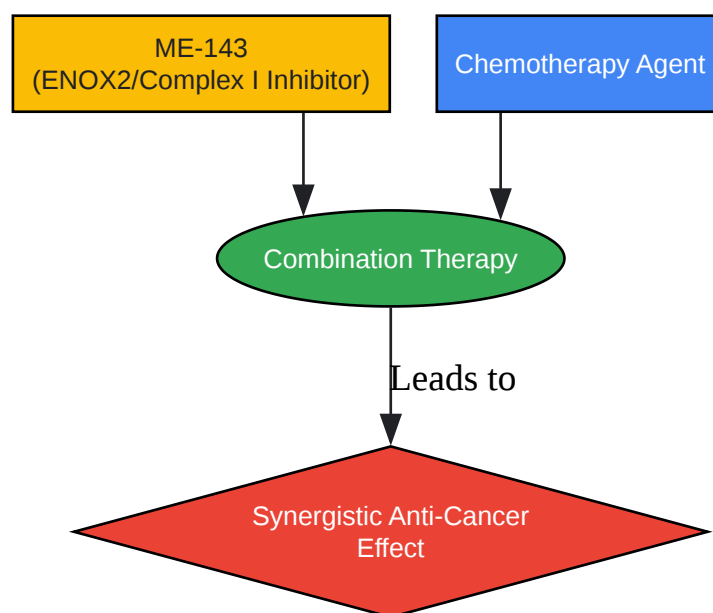 ME-143
(ENOX2/Complex I Inhibitor)
Chemotherapy Agent
Combination Therapy
Leads to
Synergistic Anti-Cancer
Effect